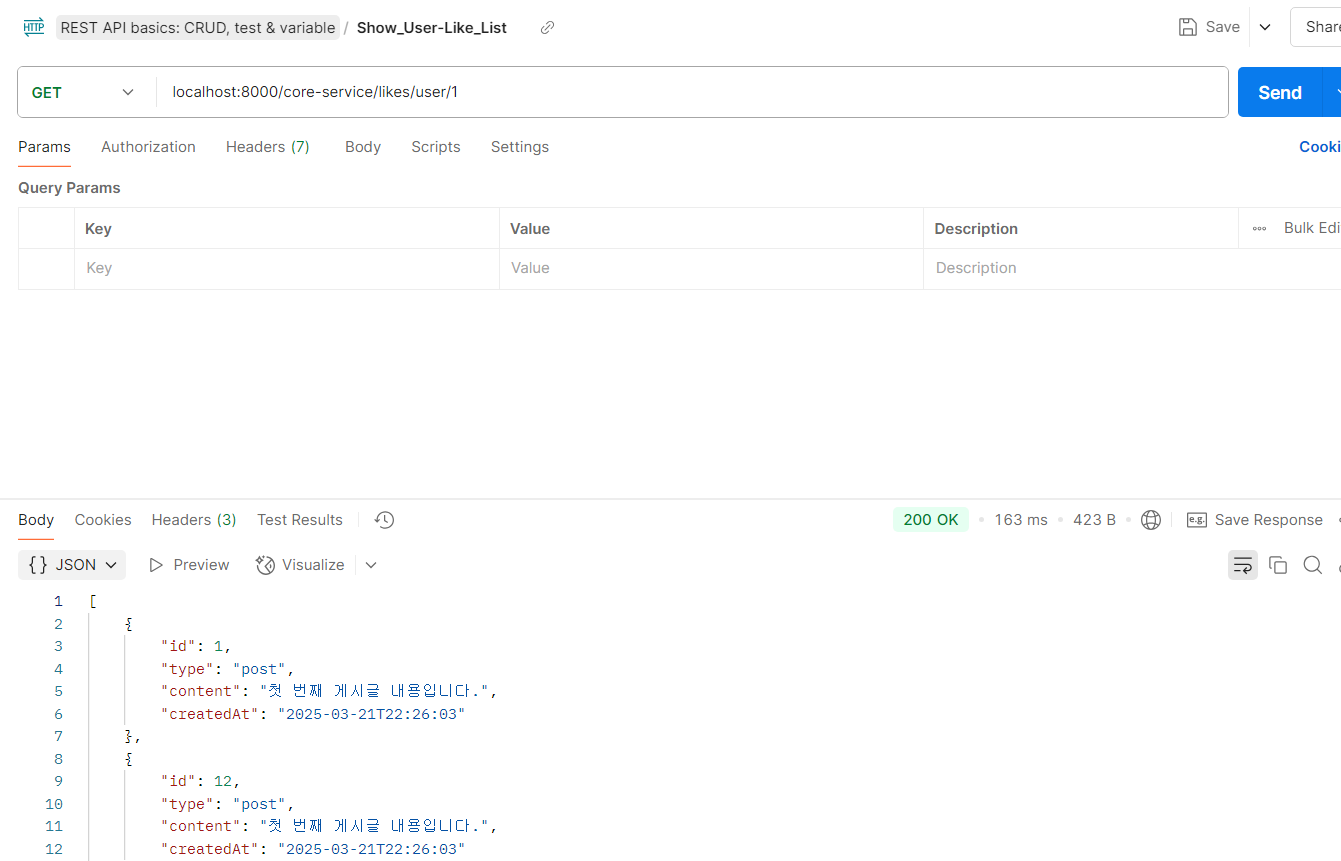 HTTP REST API basics: CRUD, test & variable / Show_User-Like_List Save Share
GET localhost:8000/core-service/likes/user/1 Send
Params Authorization Headers (7) Body Scripts Settings Cooki
Query Params
Key Value Description ooo Bulk Edi
Key Value Description
Body Cookies Headers (3) Test Results 200 OK • 163 ms • 423 B • e.g. Save Response
{} JSON Preview Visualize
1 [
2 {
3 "id": 1,
4 "type": "post",
5 "content": "첫 번째 게시글 내용입니다.",
6 "createdAt": "2025-03-21T22:26:03"
7 },
8 {
9 "id": 12,
10 "type": "post",
11 "content": "첫 번째 게시글 내용입니다.",
12 "createdAt": "2025-03-21T22:26:03"